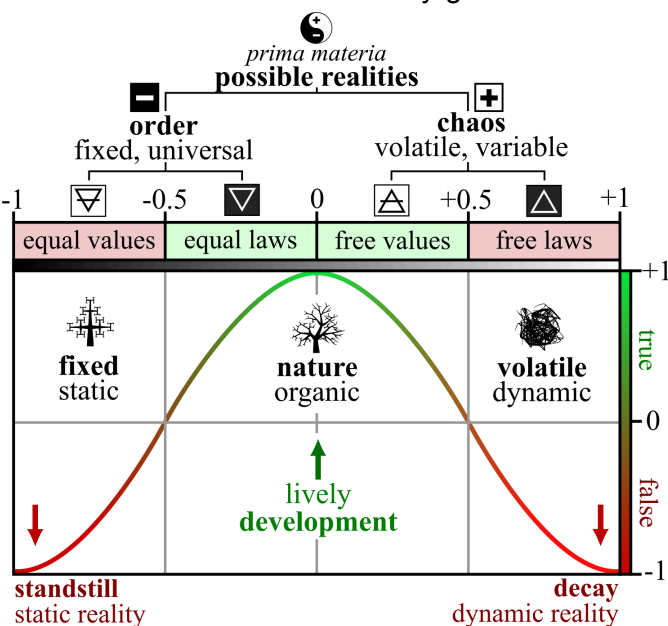 prima materia
possible realities
order
fixed, universal
chaos
volatile, variable
-1 -0.5 0 +0.5 +1
equal values equal laws free values free laws
+1
true
0
false
-1
fixed
static
nature
organic
volatile
dynamic
lively
development
standstill
static reality
decay
dynamic reality